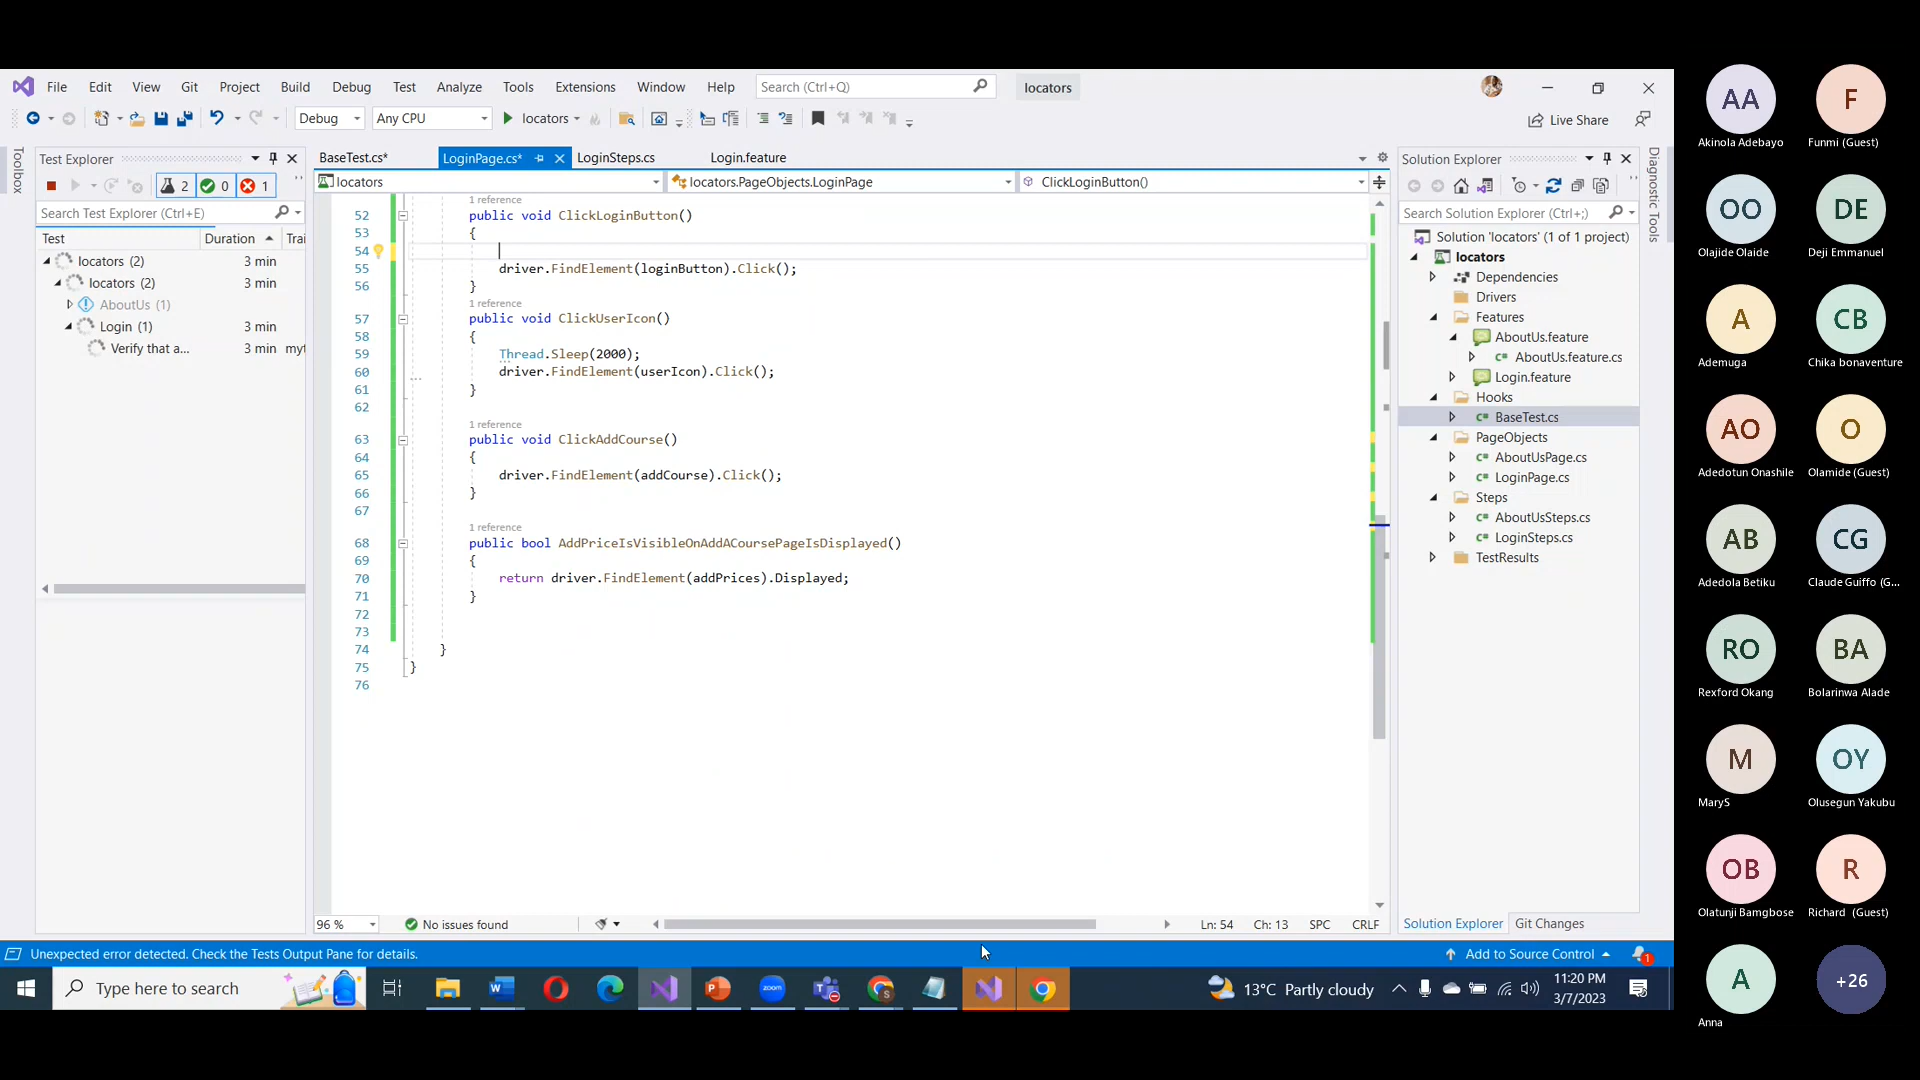 File Edit View Git Project Build Debug Test Analyze Tools Extensions Window Help Search (Ctrl+Q) locators
Debug Any CPU locators Live Share
Toolbox
Test Explorer
2 0 1
Search Test Explorer (Ctrl+E)
Test Duration Trai
locators (2) 3 min
locators (2) 3 min
AboutUs (1)
Login (1) 3 min
Verify that a... 3 min myt
BaseTest.cs* LoginPage.cs* LoginSteps.cs Login.feature
locators locators.PageObjects.LoginPage ClickLoginButton()
1 reference
52 public void ClickLoginButton()
53 {
54
55 driver.FindElement(loginButton).Click();
56 }
1 reference
57 public void ClickUserIcon()
58 {
59 Thread.Sleep(2000);
60 driver.FindElement(userIcon).Click();
61 }
62
1 reference
63 public void ClickAddCourse()
64 {
65 driver.FindElement(addCourse).Click();
66 }
67
1 reference
68 public bool AddPriceIsVisibleOnAddACoursePageIsDisplayed()
69 {
70 return driver.FindElement(addPrices).Displayed;
71 }
72
73
74 }
75 }
76
96 % No issues found Ln: 54 Ch: 13 SPC CRLF
Solution Explorer
Search Solution Explorer (Ctrl+;)
Solution 'locators' (1 of 1 project)
locators
Dependencies
Drivers
Features
AboutUs.feature
AboutUs.feature.cs
Login.feature
Hooks
BaseTest.cs
PageObjects
AboutUsPage.cs
LoginPage.cs
Steps
AboutUsSteps.cs
LoginSteps.cs
TestResults
Solution Explorer Git Changes
Diagnostic Tools
Unexpected error detected. Check the Tests Output Pane for details. Add to Source Control 1
Type here to search zoom 13°C Partly cloudy 11:20 PM
3/7/2023
AA F
Akinola Adebayo Funmi (Guest)
OO DE
Olajide Olaide Deji Emmanuel
A CB
Ademuga Chika bonaventure
AO O
Adedotun Onashile Olamide (Guest)
AB CG
Adedola Betiku Claude Guiffo (G...
RO BA
Rexford Okang Bolarinwa Alade
M OY
MaryS Olusegun Yakubu
OB R
Olatunji Bamgbose Richard (Guest)
A +26
Anna